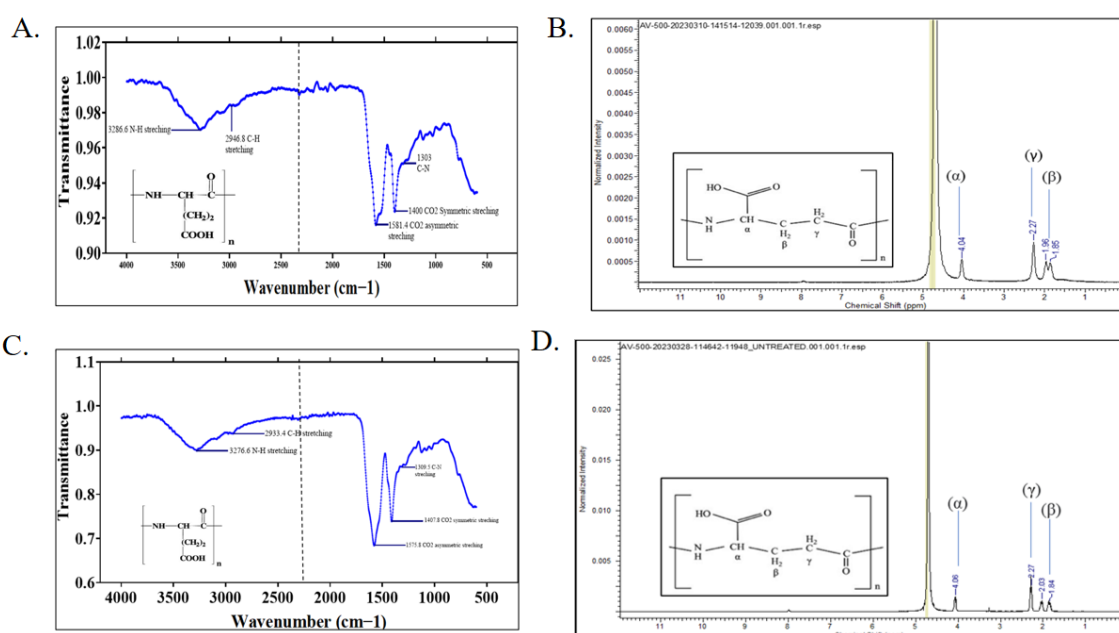 A.
1.02
1.00
0.98
0.96
0.94
0.92
0.90
Transmittance
3286.6 N-H streching
2946.8 C-H
stretching
1303
C-N
1400 CO2 Symmetric streching
1581.4 CO2 asymmetric
streching
NH
CH
C
O
(CH2)2
COOH
n
4000 3500 3000 2500 2000 1500 1000 500
Wavenumber (cm−1)
B.
AV-500-20230310-141514-12039.001.001.1r.esp
0.0060
0.0055
0.0050
0.0045
0.0040
0.0035
0.0030
0.0025
0.0020
0.0015
0.0010
0.0005
Normalized Intensity
HO
O
N
H
CH
α
H2
C
β
H2
C
γ
C
O
n
(α)
(γ)
(β)
4.04
2.27
1.96
1.85
11 10 9 8 7 6 5 4 3 2 1
Chemical Shift (ppm)
C.
1.1
1.0
0.9
0.8
0.7
0.6
Transmittance
2933.4 C-H stretching
3276.6 N-H stretching
1309.5 C-N
streching
1407.8 CO2 symmetric streching
1575.8 CO2 asymmetric streching
NH
CH
C
O
(CH2)2
COOH
n
4000 3500 3000 2500 2000 1500 1000 500
Wavenumber (cm−1)
D.
AV-500-20230328-114642-11948_UNTREATED.001.001.1r.esp
0.025
0.020
0.015
0.010
0.005
Normalized Intensity
HO
O
N
H
CH
α
H2
C
β
H2
C
γ
C
O
n
(α)
(γ)
(β)
4.06
2.27
2.03
1.84
11 10 9 8 7 6 5 4 3 2 1